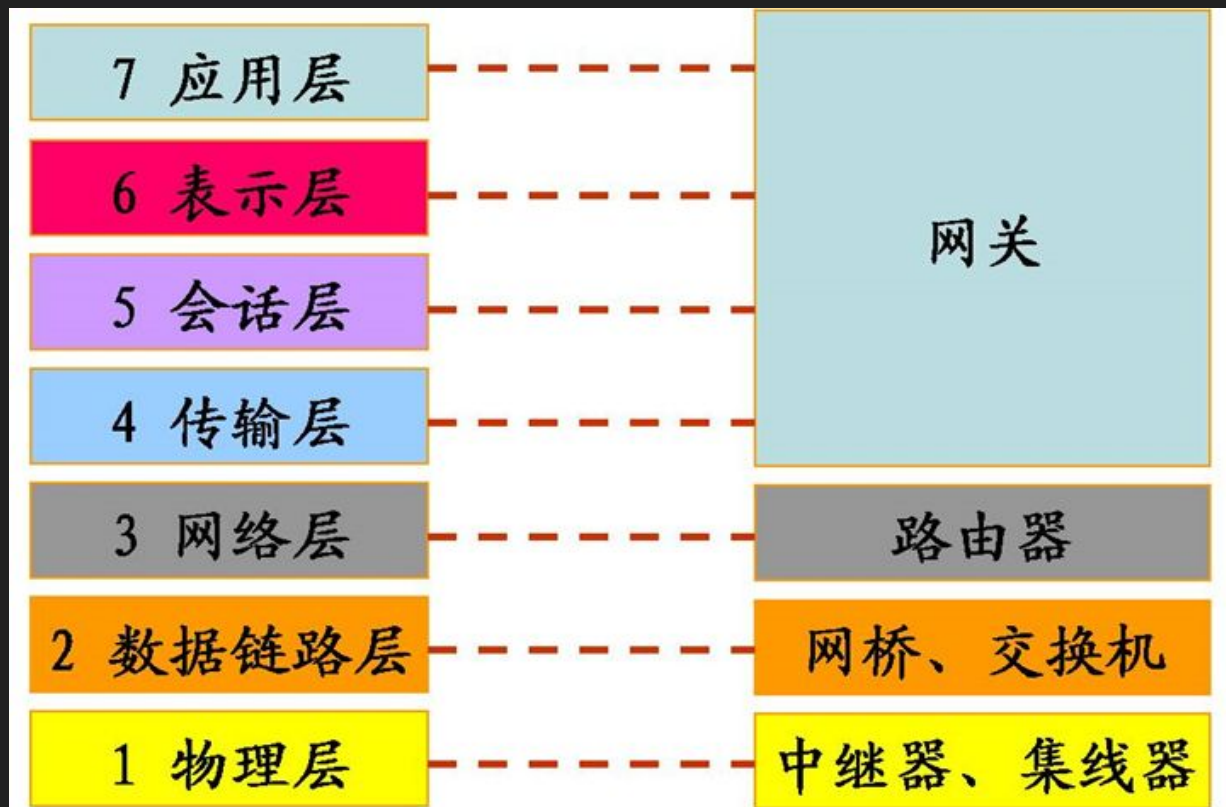 7 应用层
6 表示层
5 会话层
4 传输层
3 网络层
2 数据链路层
1 物理层
网关
路由器
网桥、交换机
中继器、集线器